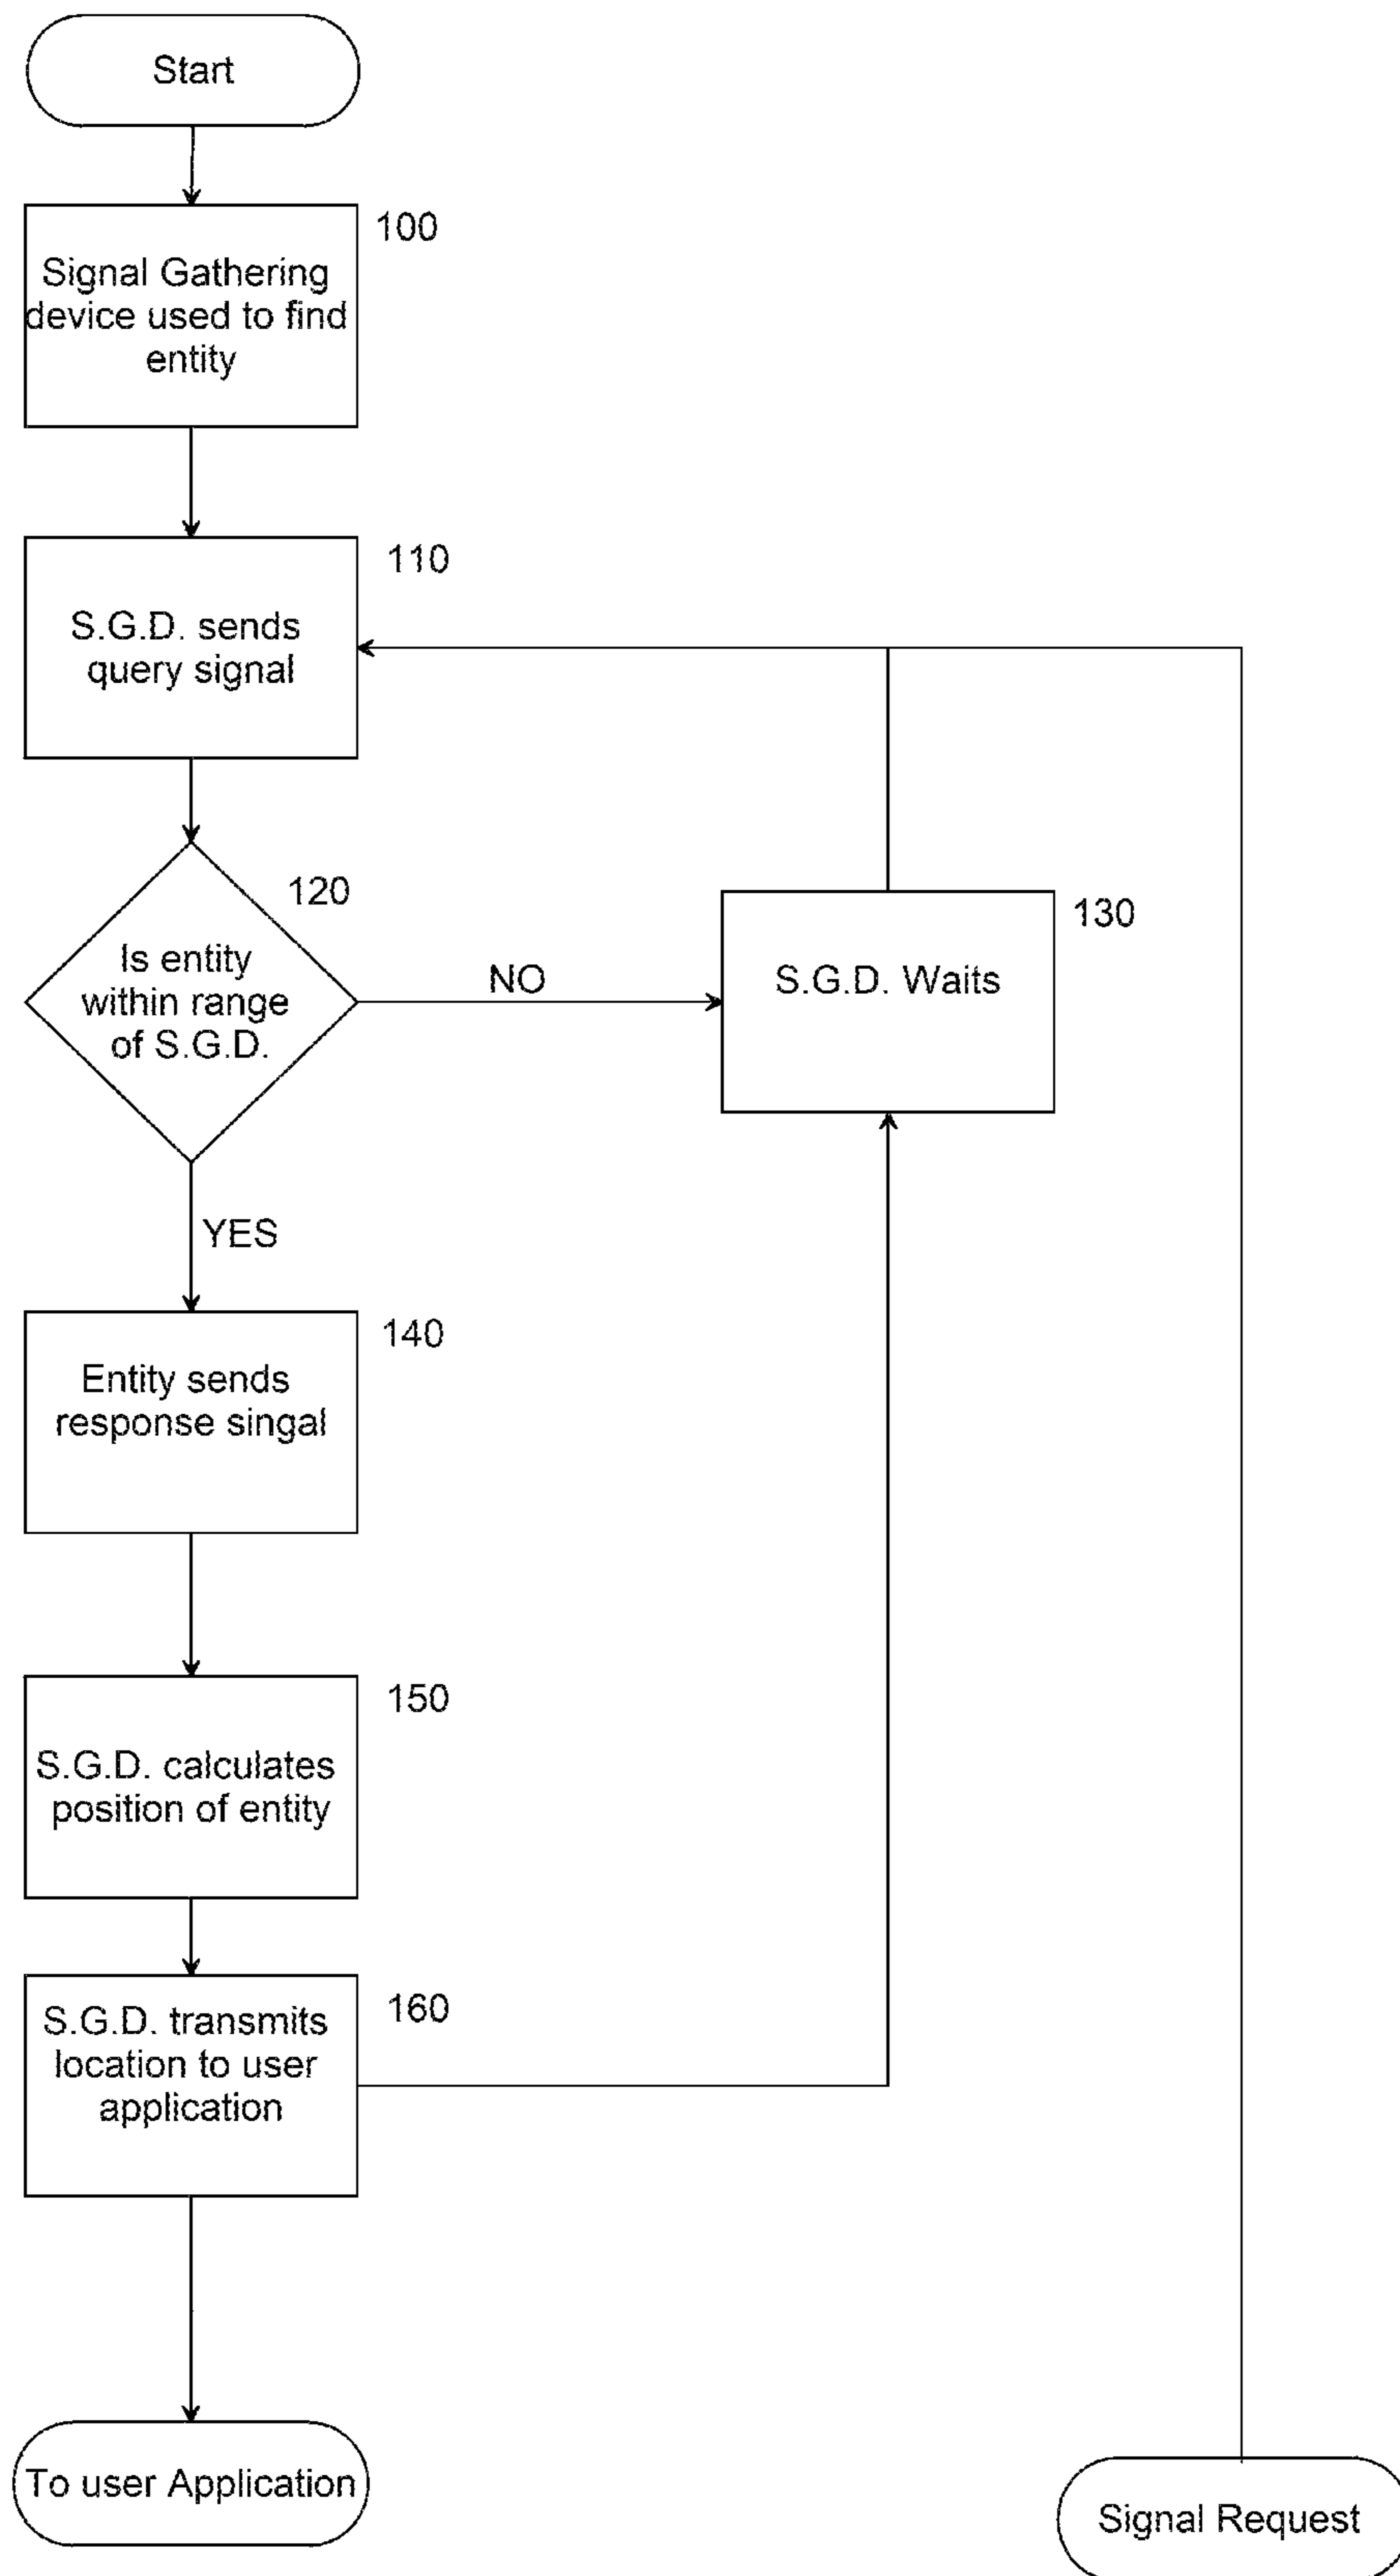 Start
100
Signal Gathering
device used to find
entity
110
S.G.D. sends
query signal
120
Is entity
within range
of S.G.D.
NO
130
S.G.D. Waits
YES
140
Entity sends
response singal
150
S.G.D. calculates
position of entity
160
S.G.D. transmits
location to user
application
To user Application
Signal Request